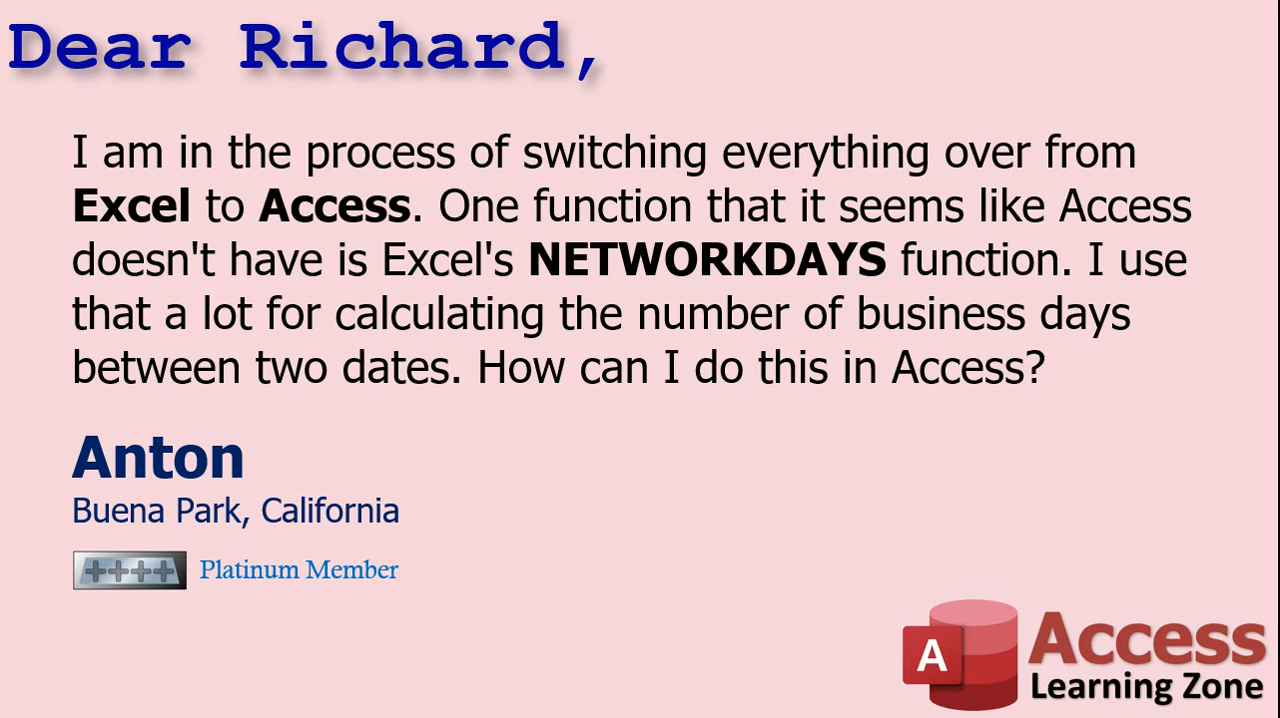 Dear Richard,
I am in the process of switching everything over from
Excel to Access. One function that it seems like Access
doesn't have is Excel's NETWORKDAYS function. I use
that a lot for calculating the number of business days
between two dates. How can I do this in Access?
Anton
Buena Park, California
++++ Platinum Member
A Access
Learning Zone